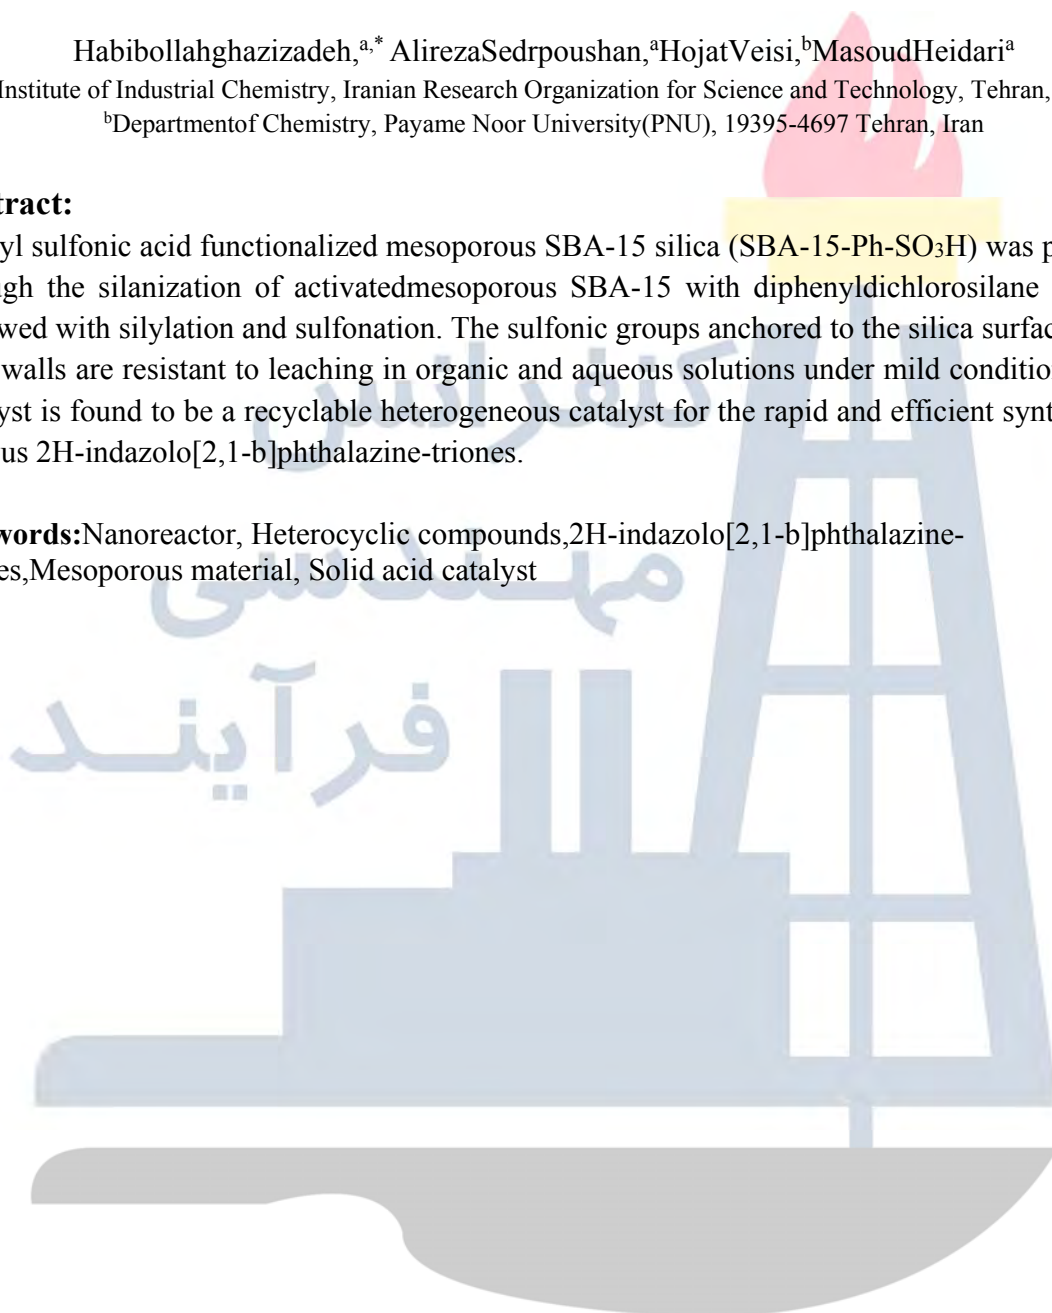 Habibollahghazizadeh,a,* AlirezaSedrpoushan,aHojatVeisi,bMasoudHeidaria
Institute of Industrial Chemistry, Iranian Research Organization for Science and Technology, Tehran,
bDepartmentof Chemistry, Payame Noor University(PNU), 19395-4697 Tehran, Iran
tract:
yl sulfonic acid functionalized mesoporous SBA-15 silica (SBA-15-Ph-SO3H) was p
ugh the silanization of activatedmesoporous SBA-15 with diphenyldichlorosilane
wed with silylation and sulfonation. The sulfonic groups anchored to the silica surfac
walls are resistant to leaching in organic and aqueous solutions under mild condition
yst is found to be a recyclable heterogeneous catalyst for the rapid and efficient synt
us 2H-indazolo[2,1-b]phthalazine-triones.
words:Nanoreactor, Heterocyclic compounds,2H-indazolo[2,1-b]phthalazine-
es,Mesoporous material, Solid acid catalyst
کنفرانس
مهندسی
فرآیند